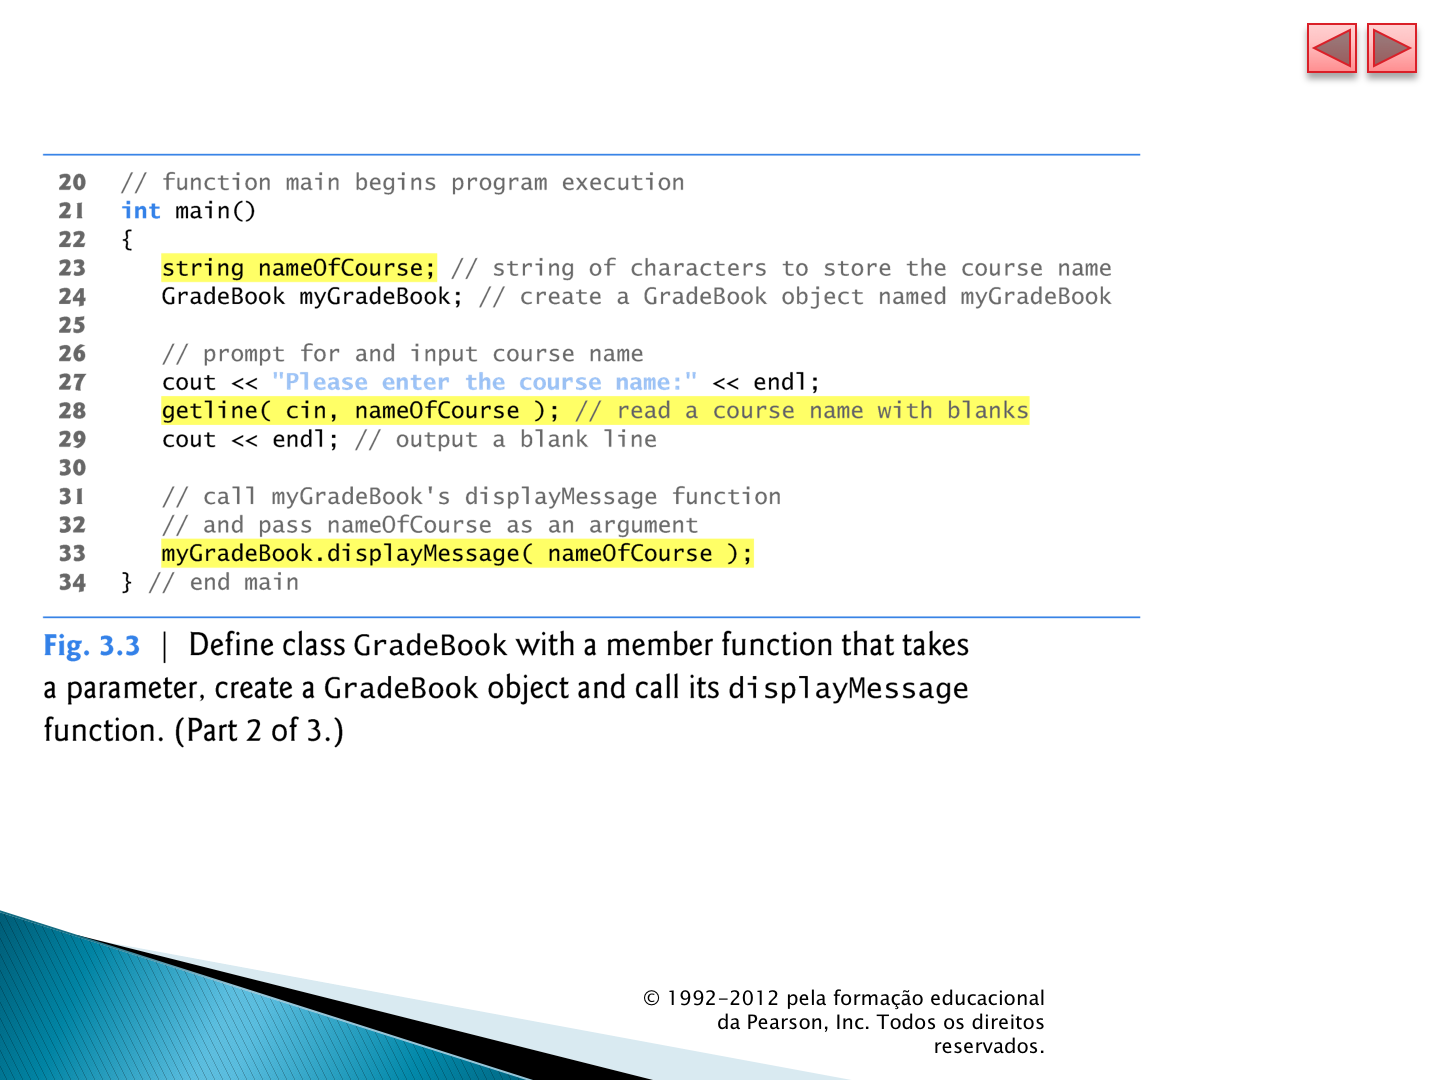 20 // function main begins program execution
21 int main()
22 {
23 string nameOfCourse; // string of characters to store the course name
24 GradeBook myGradeBook; // create a GradeBook object named myGradeBook
25
26 // prompt for and input course name
27 cout << "Please enter the course name:" << endl;
28 getline( cin, nameOfCourse ); // read a course name with blanks
29 cout << endl; // output a blank line
30
31 // call myGradeBook's displayMessage function
32 // and pass nameOfCourse as an argument
33 myGradeBook.displayMessage( nameOfCourse );
34 } // end main
Fig. 3.3 | Define class GradeBook with a member function that takes
a parameter, create a GradeBook object and call its displayMessage
function. (Part 2 of 3.)
© 1992-2012 pela formação educacional
da Pearson, Inc. Todos os direitos
reservados.